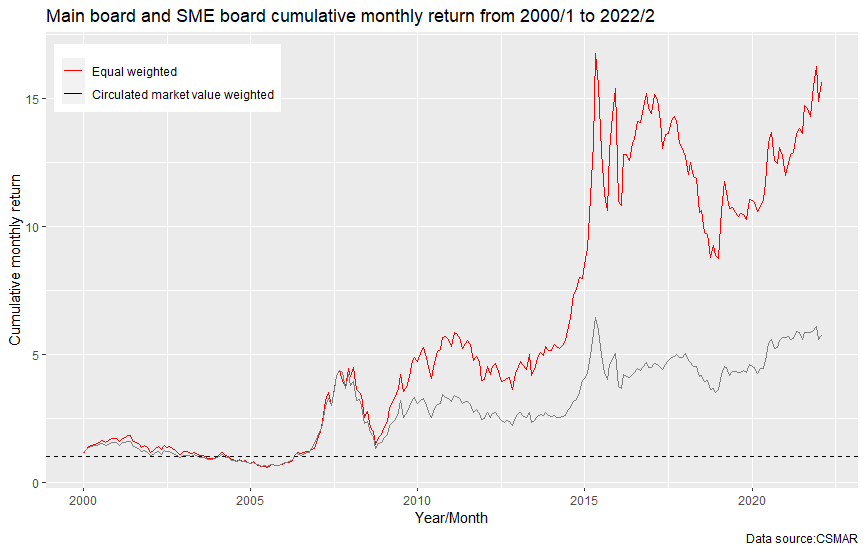 Main board and SME board cumulative monthly return from 2000/1 to 2022/2
Equal weighted
Circulated market value weighted
Cumulative monthly return
15
10
5
0
2000 2005 2010 2015 2020
Year/Month
Data source:CSMAR